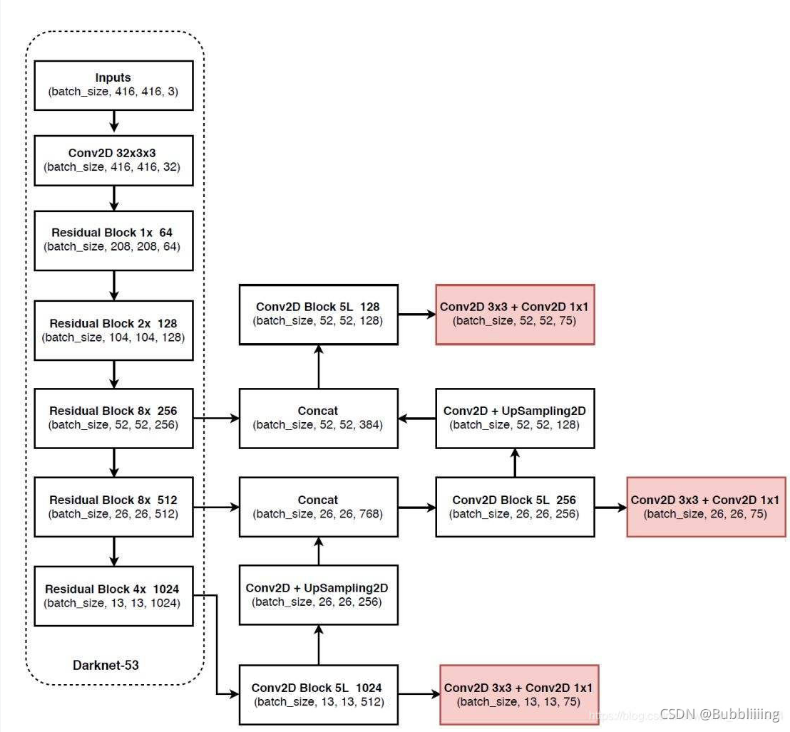 Inputs
(batch_size, 416, 416, 3)
Conv2D 32x3x3
(batch_size, 416, 416, 32)
Residual Block 1x 64
(batch_size, 208, 208, 64)
Residual Block 2x 128
(batch_size, 104, 104, 128)
Residual Block 8x 256
(batch_size, 52, 52, 256)
Residual Block 8x 512
(batch_size, 26, 26, 512)
Residual Block 4x 1024
(batch_size, 13, 13, 1024)
Darknet-53
Conv2D Block 5L 128
(batch_size, 52, 52, 128)
Conv2D 3x3 + Conv2D 1x1
(batch_size, 52, 52, 75)
Concat
(batch_size, 52, 52, 384)
Conv2D + UpSampling2D
(batch_size, 52, 52, 128)
Concat
(batch_size, 26, 26, 768)
Conv2D Block 5L 256
(batch_size, 26, 26, 256)
Conv2D 3x3 + Conv2D 1x1
(batch_size, 26, 26, 75)
Conv2D + UpSampling2D
(batch_size, 26, 26, 256)
Conv2D Block 5L 1024
(batch_size, 13, 13, 512)
Conv2D 3x3 + Conv2D 1x1
(batch_size, 13, 13, 75)
CSDN @Bubbliiiing